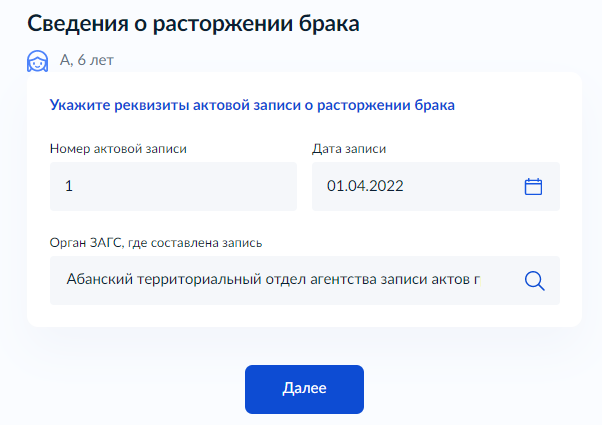 Сведения о расторжении брака
А, 6 лет
Укажите реквизиты актовой записи о расторжении брака
Номер актовой записи
Дата записи
1
01.04.2022
Орган ЗАГС, где составлена запись
Абанский территориальный отдел агентства записи актов г
Далее